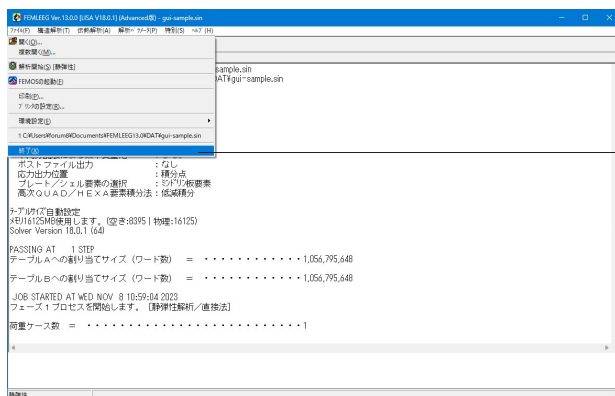 FEMLEEG Ver.13.0.0 [LISA V18.0.1] (Advanced版) - gui-sample.sin
ファイル(F) 構造解析(T) 伝熱解析(A) 解析パラメータ(P) 特別(S) ヘルプ(H)
開く(O)...
複数開く(M)...
解析開始(S) [静弾性]
FEMOSの起動(F)
印刷(P)...
プリンタの設定(R)...
環境設定(E)
1 C:¥Users¥forum8¥Documents¥FEMLEEG13.0¥DAT¥gui-sample.sin
終了(X)
sample.sin
DAT¥gui-sample.sin
ポストファイル出力 : なし
応力出力位置 : 積分点
プレート/シェル要素の選択 : ミンドリン板要素
高次QUAD/HEXA要素積分法 : 低減積分
テーブルサイズ自動設定
メモリ16125MB使用します。(空き:8395 | 物理:16125)
Solver Version 18.0.1 (64)
PASSING AT 1 STEP
テーブルAへの割り当てサイズ(ワード数) = ・・・・・・・・・・・・1,056,795,648
テーブルBへの割り当てサイズ(ワード数) = ・・・・・・・・・・・・1,056,795,648
JOB STARTED AT WED NOV 8 10:59:04 2023
フェーズ1プロセスを開始します。 [静弾性解析/直接法]
荷重ケース数 = ・・・・・・・・・・・・・・・・・・・・・・・・・・1
静弾性